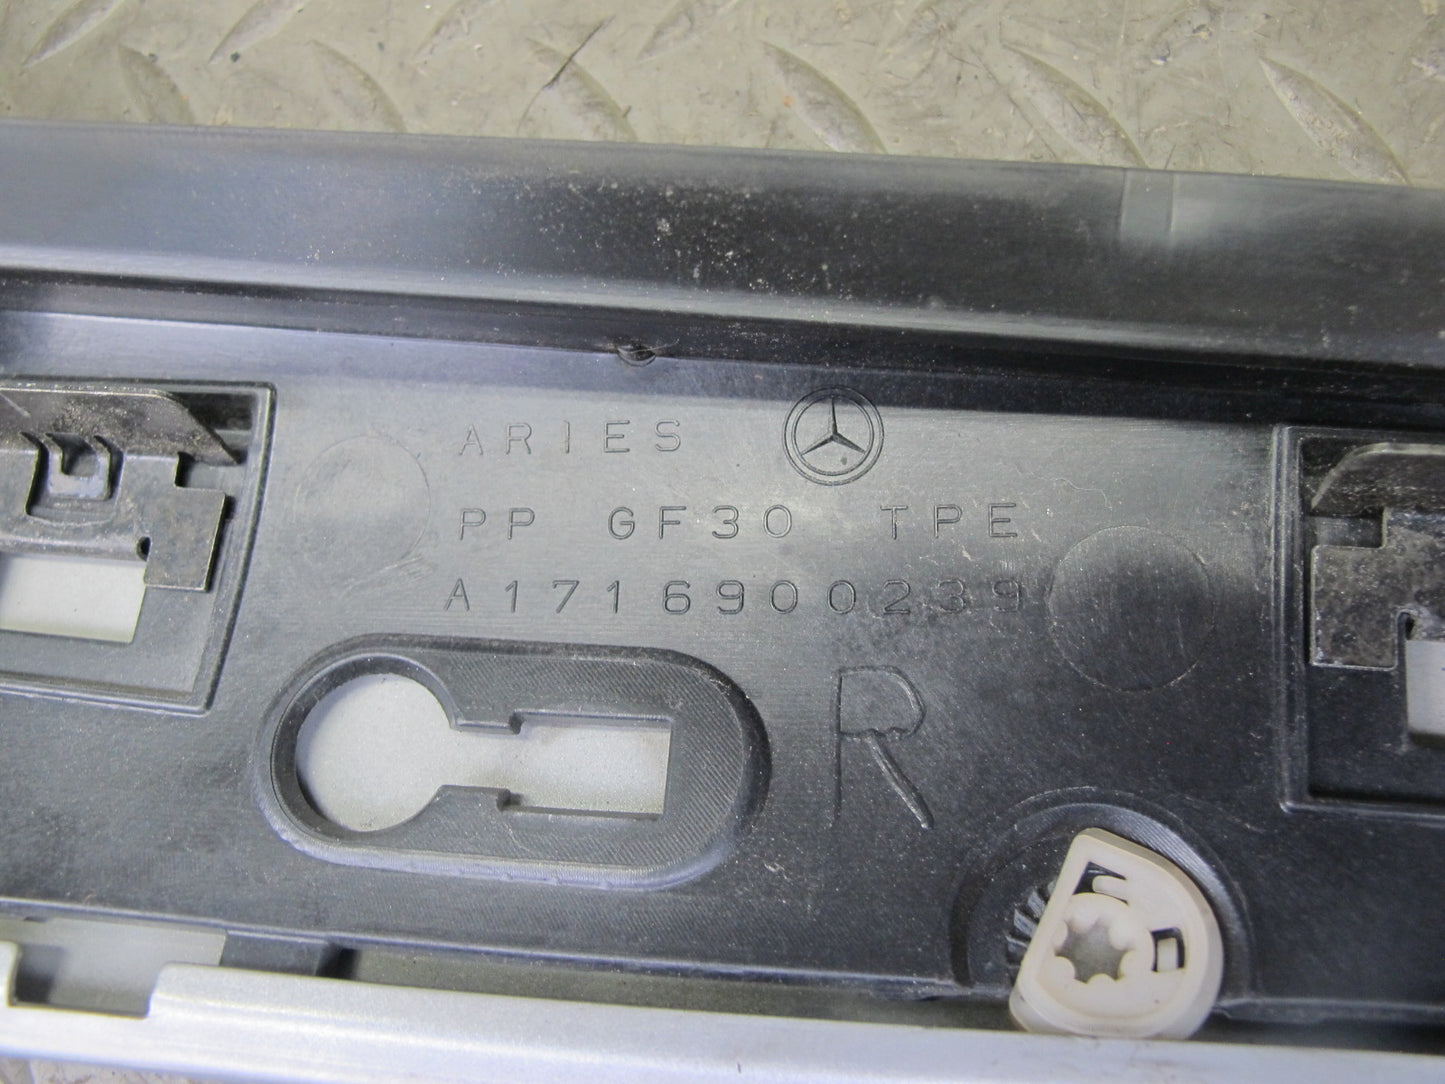 ARIES
PP GF30 TPE
A1716900239
R